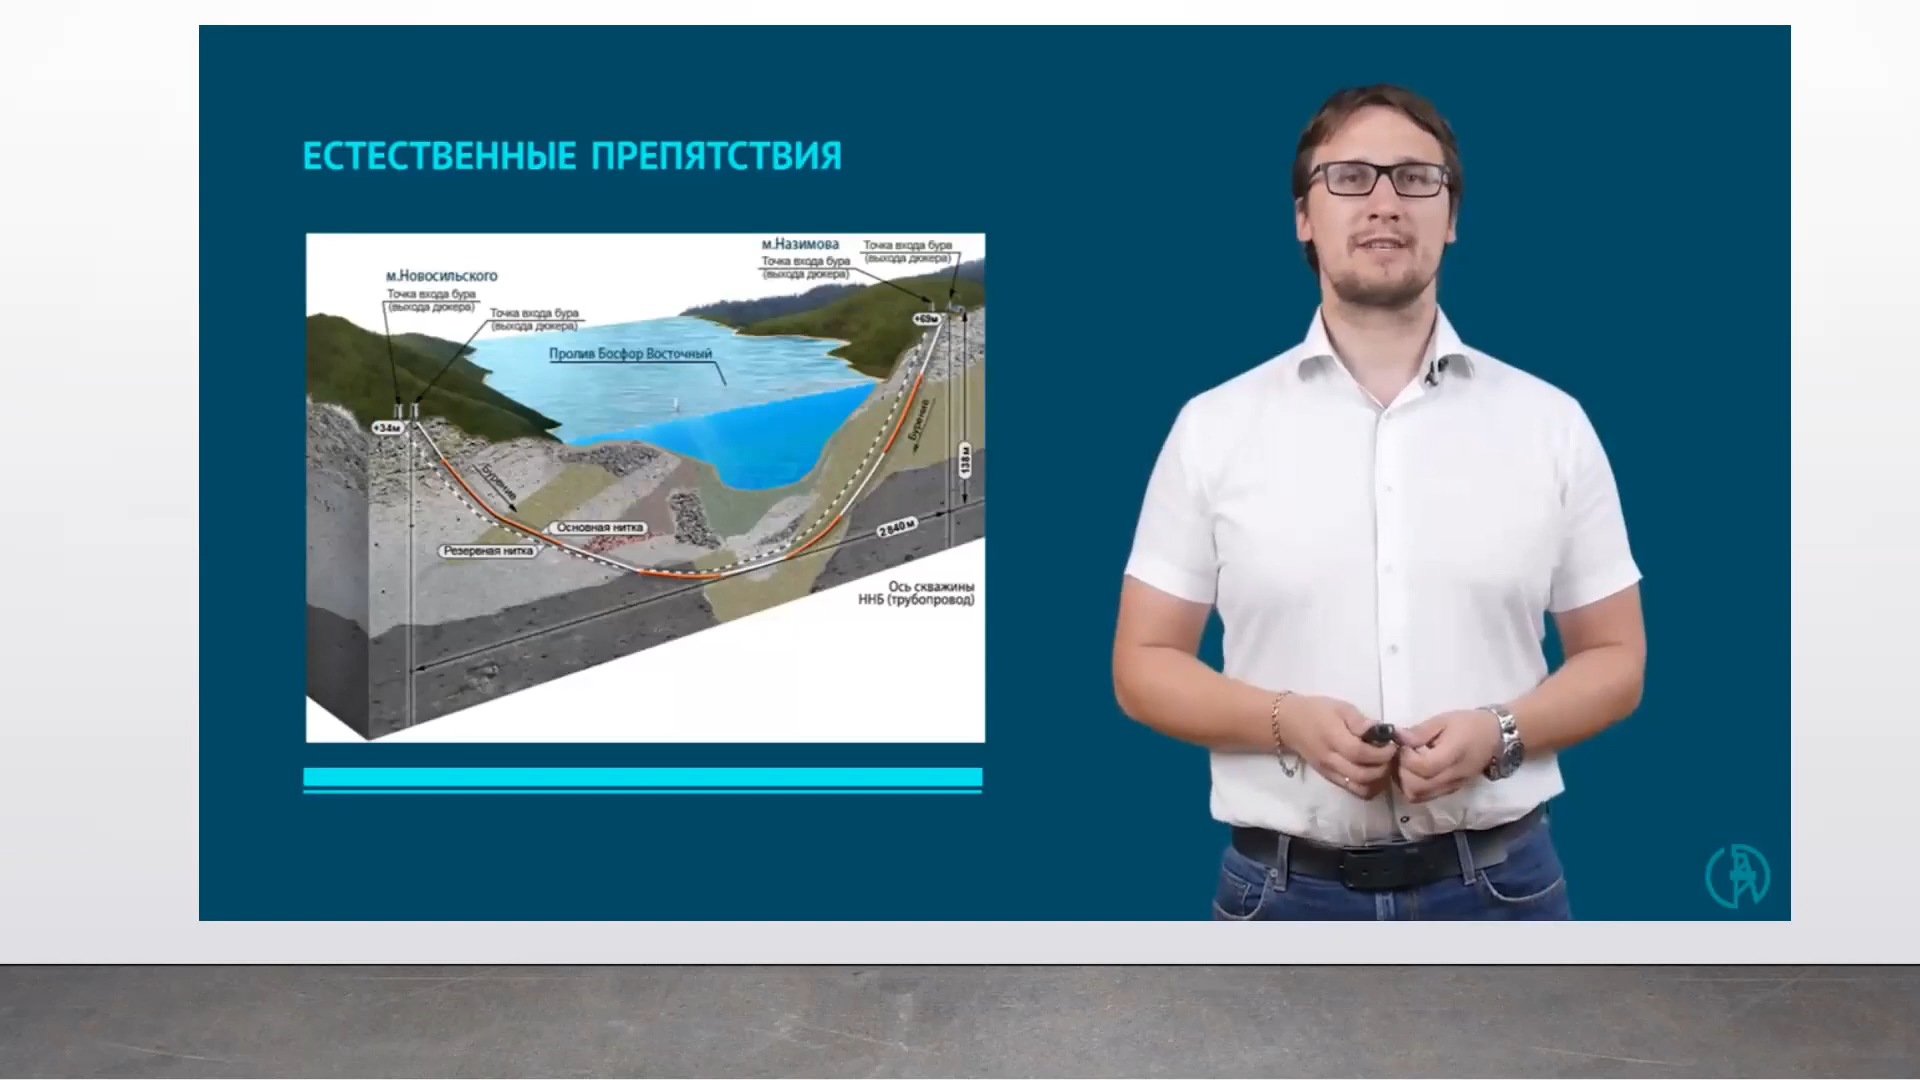 ЕСТЕСТВЕННЫЕ ПРЕПЯТСТВИЯ
м.Назимова
Точка входа бура
(выхода дюкера)
Точка входа бура
(выхода дюкера)
м.Новосильского
Точка входа бура
(выхода дюкера)
Точка входа бура
(выхода дюкера)
Пролив Босфор Восточный
+69м
+34м
Бурение
Бурение
138 м
Основная нитка
Резервная нитка
2 840 м
Ось скважины
ННБ (трубопровод)